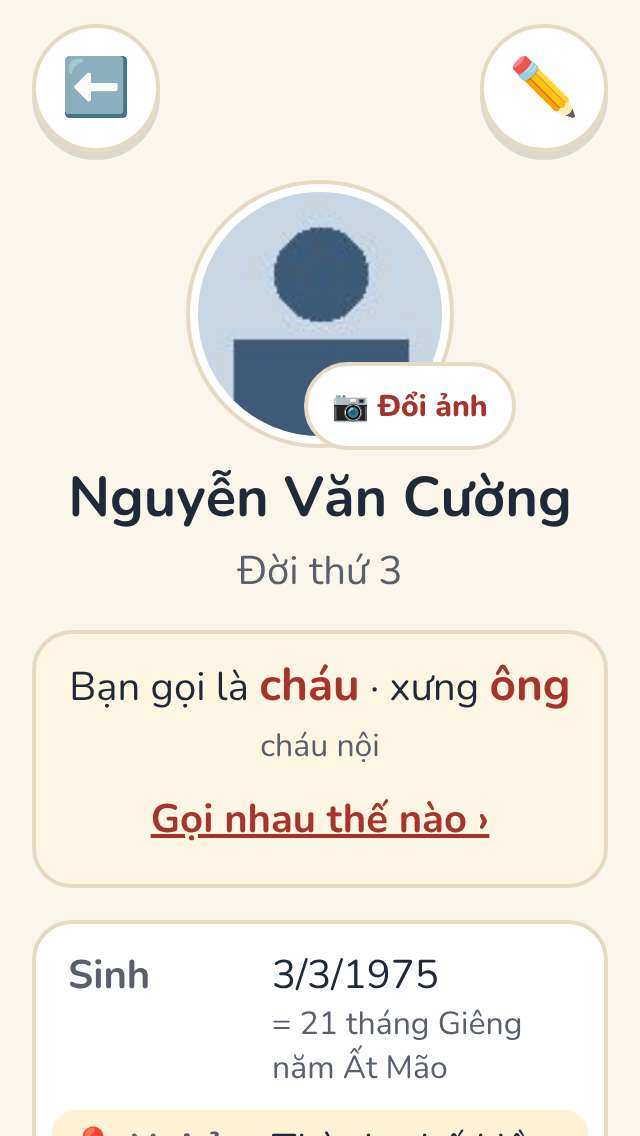 Đổi ảnh
Nguyễn Văn Cường
Đời thứ 3
Bạn gọi là cháu · xưng ông
cháu nội
Gọi nhau thế nào ›
Sinh 3/3/1975
= 21 tháng Giêng
năm Ất Mão